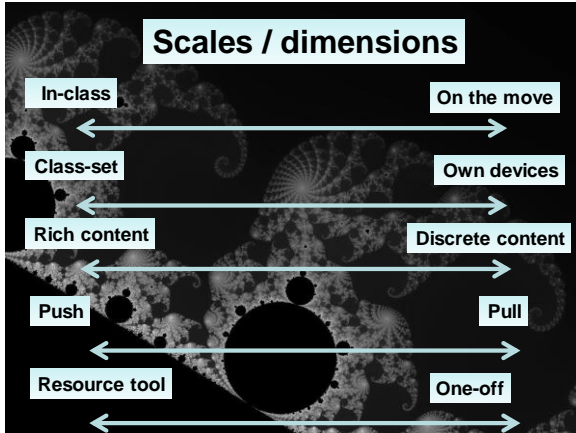 Scales / dimensions
In-class
On the move
Class-set
Own devices
Rich content
Discrete content
Push
Pull
Resource tool
One-off